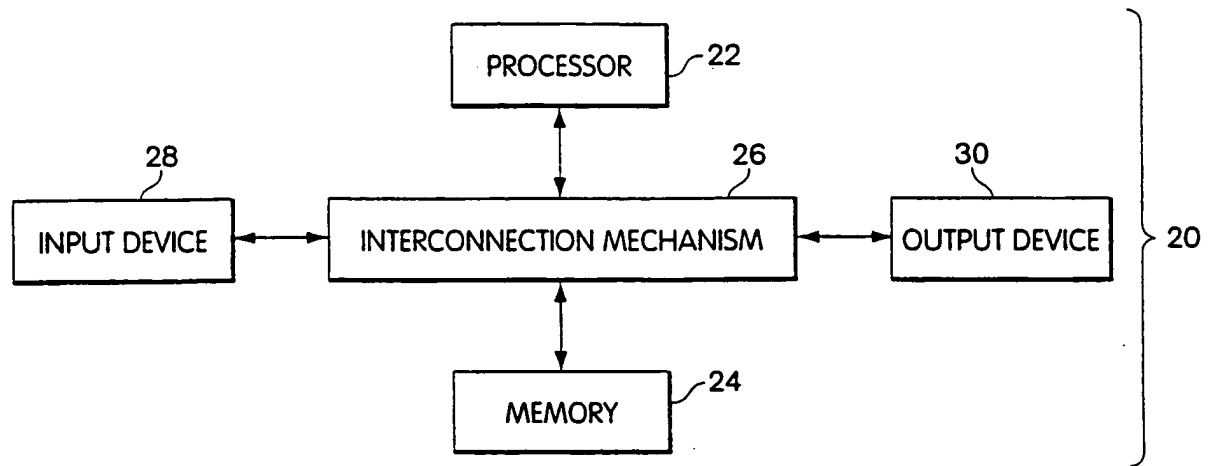 PROCESSOR
22
28
26
30
INPUT DEVICE
INTERCONNECTION MECHANISM
OUTPUT DEVICE
20
MEMORY
24